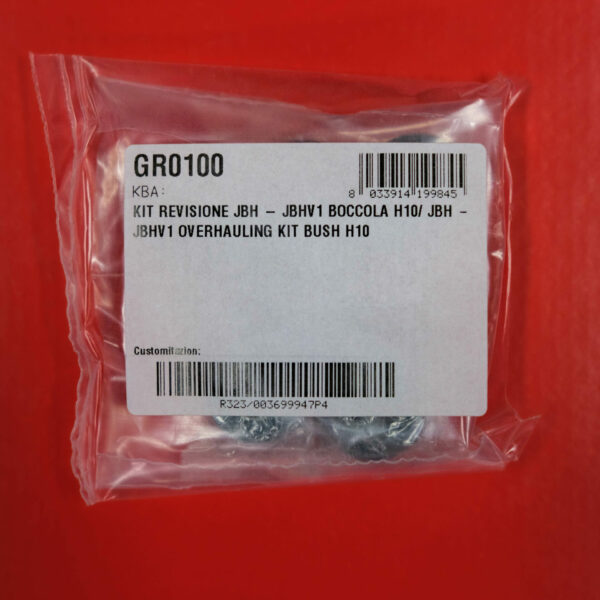 GR0100
KBA:
8 033914 199845
KIT REVISIONE JBH – JBHV1 BOCCOLA H10/ JBH -
JBHV1 OVERHAULING KIT BUSH H10
R323/003699947P4